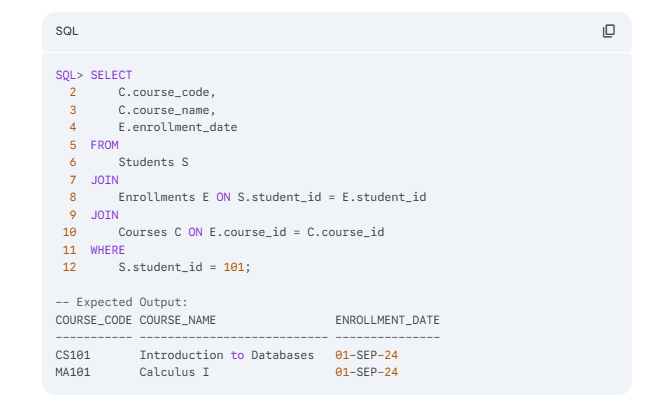 SQL
SQL> SELECT
  2      C.course_code,
  3      C.course_name,
  4      E.enrollment_date
  5  FROM
  6      Students S
  7  JOIN
  8      Enrollments E ON S.student_id = E.student_id
  9  JOIN
 10      Courses C ON E.course_id = C.course_id
 11  WHERE
 12      S.student_id = 101;

-- Expected Output:
COURSE_CODE COURSE_NAME                 ENROLLMENT_DATE
----------- --------------------------- ---------------
CS101       Introduction to Databases   01-SEP-24
MA101       Calculus I                  01-SEP-24